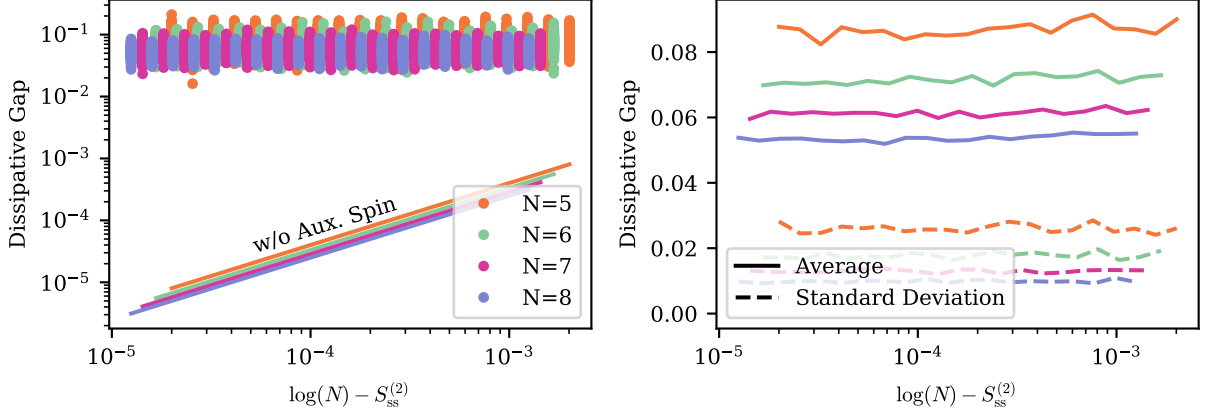 Dissipative Gap
10⁻¹
10⁻²
10⁻³
10⁻⁴
10⁻⁵
w/o Aux. Spin
N=5
N=6
N=7
N=8
10⁻⁵ 10⁻⁴ 10⁻³
log(N) − S_ss^(2)
Dissipative Gap
0.08
0.06
0.04
0.02
0.00
Average
Standard Deviation
10⁻⁵ 10⁻⁴ 10⁻³
log(N) − S_ss^(2)